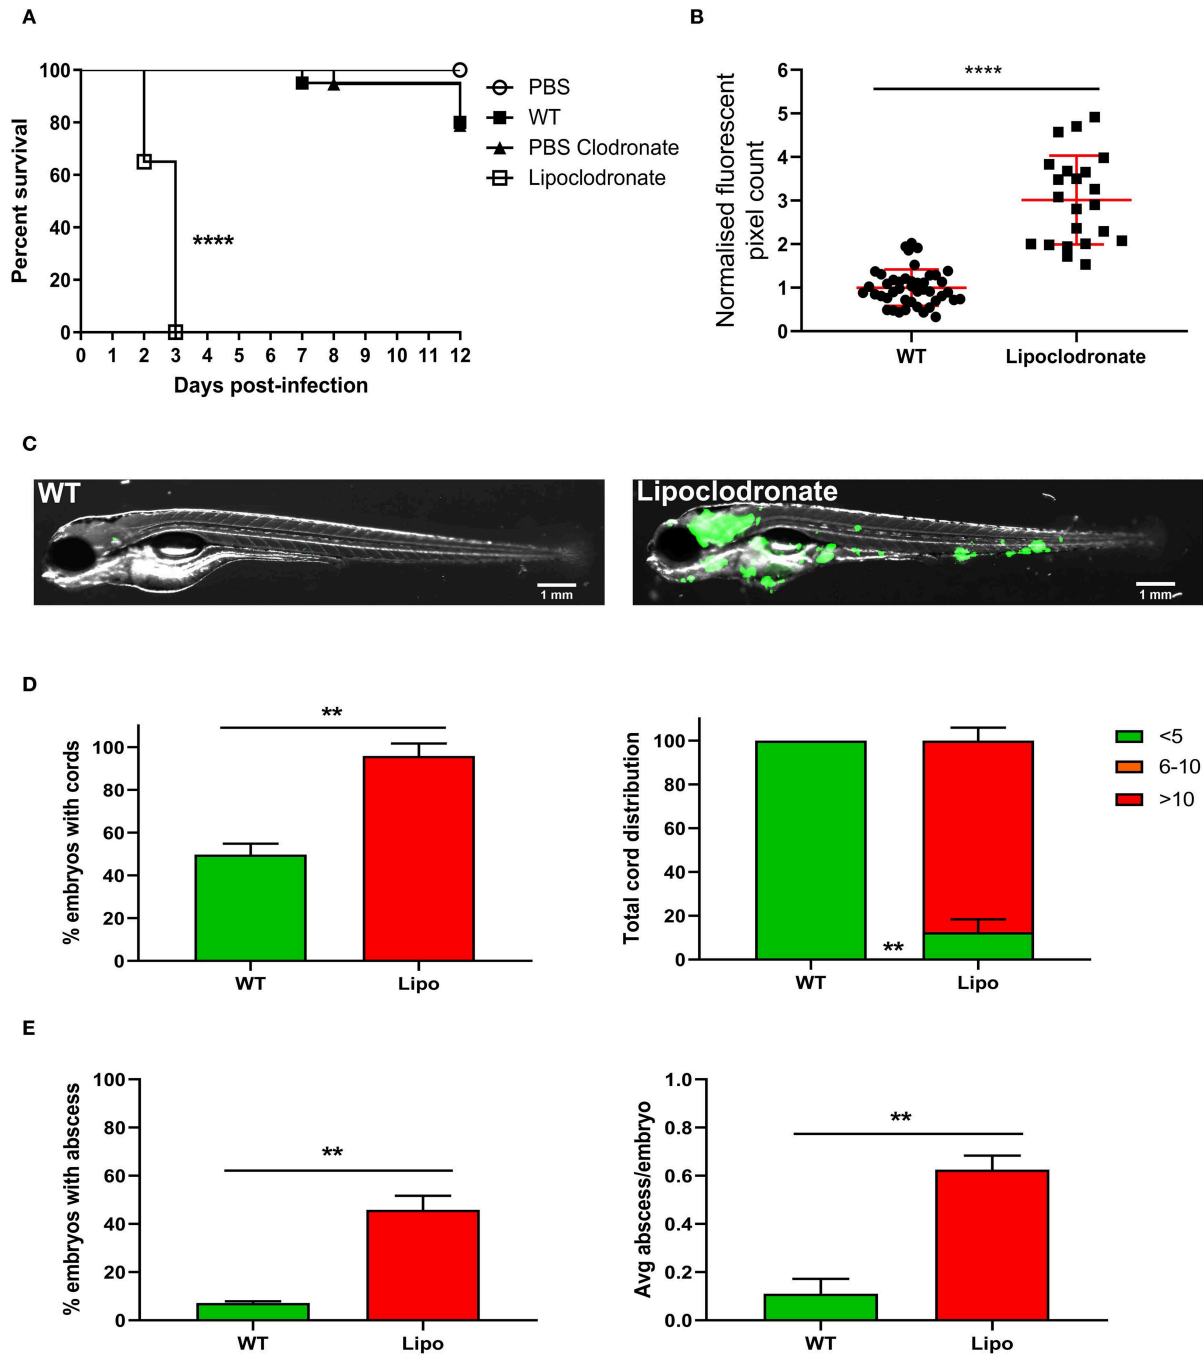 A
Percent survival
100
80
60
40
20
0
0 1 2 3 4 5 6 7 8 9 10 11 12
Days post-infection
****
PBS
WT
PBS Clodronate
Lipoclodronate
B
Normalised fluorescent
pixel count
6
5
4
3
2
1
0
****
WT Lipoclodronate
C
WT
1 mm
Lipoclodronate
1 mm
D
% embryos with cords
100
80
60
40
20
0
**
WT Lipo
Total cord distribution
100
80
60
40
20
0
**
WT Lipo
<5
6-10
>10
E
% embryos with abscess
100
80
60
40
20
0
**
WT Lipo
Avg abscess/embryo
1.0
0.8
0.6
0.4
0.2
0.0
**
WT Lipo